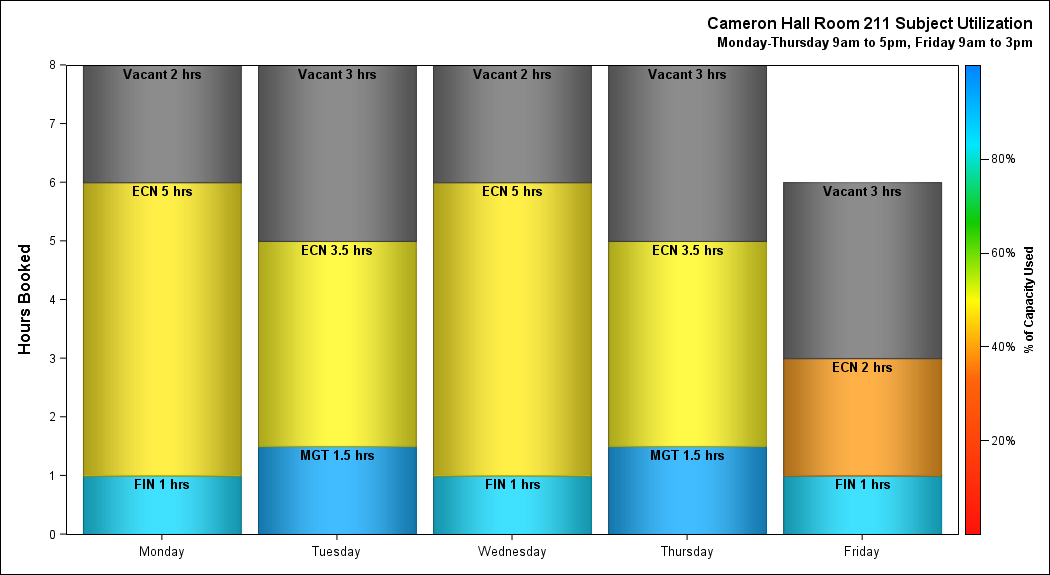 Cameron Hall Room 211 Subject Utilization
Monday-Thursday 9am to 5pm, Friday 9am to 3pm
Hours Booked
8
7
6
5
4
3
2
1
0
Vacant 2 hrs
ECN 5 hrs
FIN 1 hrs
Vacant 3 hrs
ECN 3.5 hrs
MGT 1.5 hrs
Vacant 2 hrs
ECN 5 hrs
FIN 1 hrs
Vacant 3 hrs
ECN 3.5 hrs
MGT 1.5 hrs
Vacant 3 hrs
ECN 2 hrs
FIN 1 hrs
Monday
Tuesday
Wednesday
Thursday
Friday
80%
60%
40%
20%
% of Capacity Used